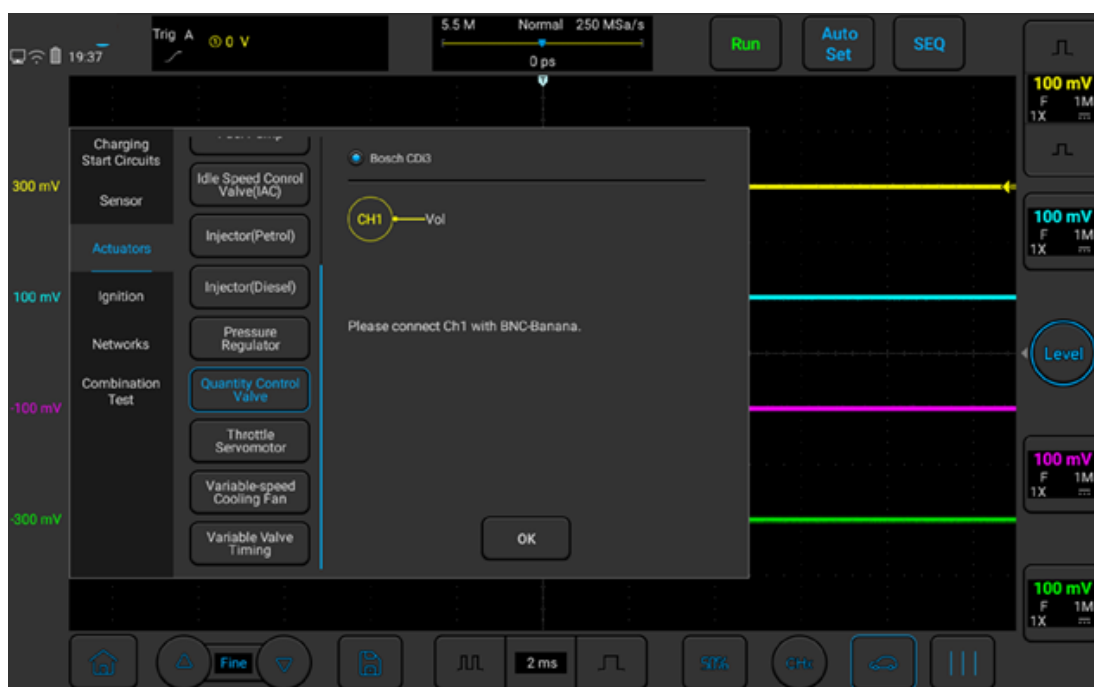 Trig A ① 0 V
5.5 M Normal 250 MSa/s
0 ps
Run
Auto
Set
SEQ
19:37
T
100 mV
F 1M
1X
300 mV
100 mV
-100 mV
-300 mV
Charging
Start Circuits
Sensor
Actuators
Ignition
Networks
Combination
Test
Idle Speed Conrol
Valve(IAC)
Injector(Petrol)
Injector(Diesel)
Pressure
Regulator
Quantity Control
Valve
Throttle
Servomotor
Variable-speed
Cooling Fan
Variable Valve
Timing
Bosch CDi3
CH1 Vol
Please connect Ch1 with BNC-Banana.
OK
100 mV
F 1M
1X
Level
100 mV
F 1M
1X
100 mV
F 1M
1X
Fine
2 ms
50%